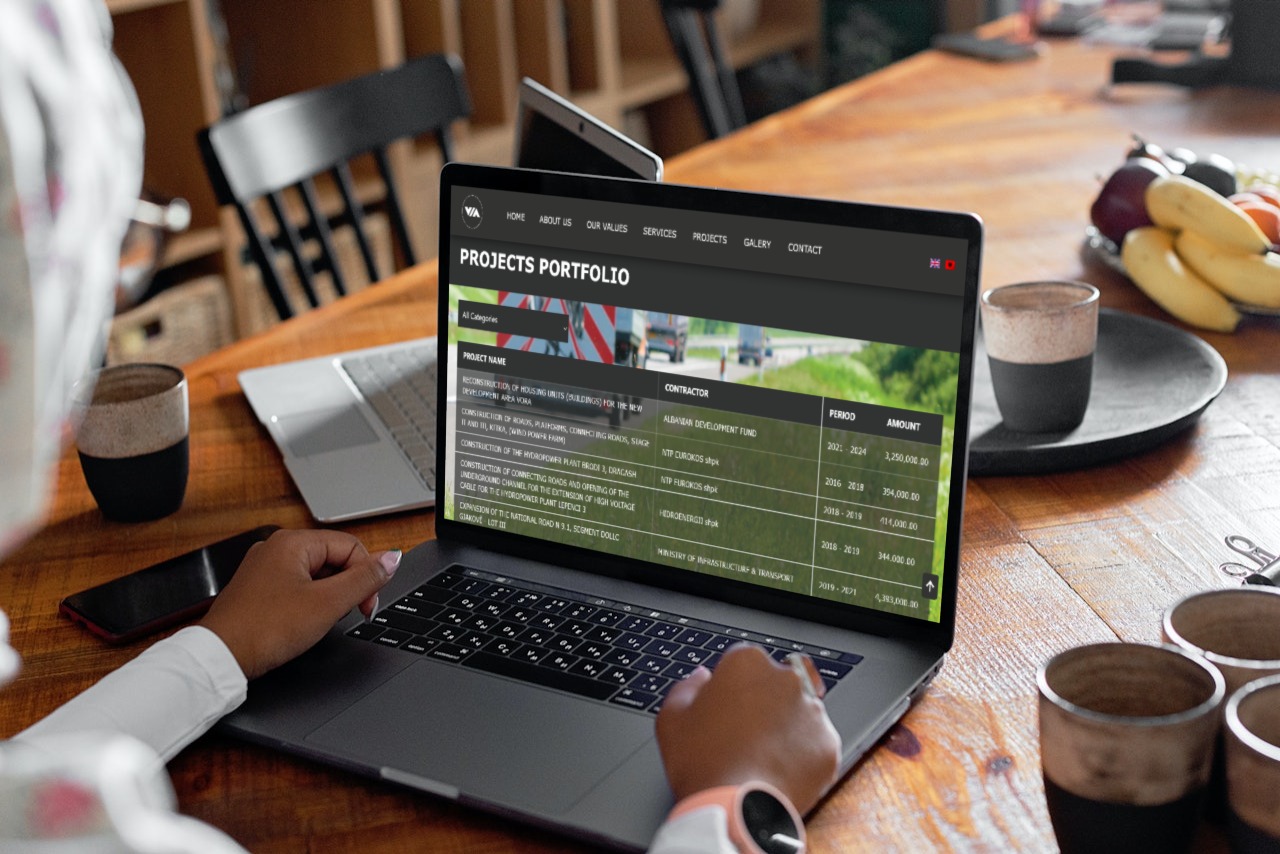 VIA
HOME ABOUT US OUR VALUES SERVICES PROJECTS GALERY CONTACT
PROJECTS PORTFOLIO
All Categories
PROJECT NAME CONTRACTOR PERIOD AMOUNT
RECONSTRUCTION OF HOUSING UNITS (BUILDINGS) FOR THE NEW
DEVELOPMENT AREA VORA
ALBANIAN DEVELOPMENT FUND 2021 - 2024 3,250,000.00
CONSTRUCTION OF ROADS, PLATFORMS, CONNECTING ROADS, STAGE
II AND III, KITKA, (WIND POWER FARM)
NTP EUROKOS shpk 2016 - 2018 394,000.00
CONSTRUCTION OF THE HYDROPOWER PLANT BRODI 3, DRAGASH NTP EUROKOS shpk 2018 - 2019 414,000.00
CONSTRUCTION OF CONNECTING ROADS AND OPENING OF THE
UNDERGROUND CHANNEL FOR THE EXTENSION OF HIGH VOLTAGE
CABLE FOR THE HYDROPOWER PLANT LEPENCI 3
HIDROENERGJI shpk 2018 - 2019 344,000.00
EXPANSION OF THE NATIONAL ROAD N 9.1, SEGMENT DOLLC
GJAKOVË - LOT III
MINISTRY OF INFRASTRUCTURE & TRANSPORT 2019 - 2021 4,383,000.00